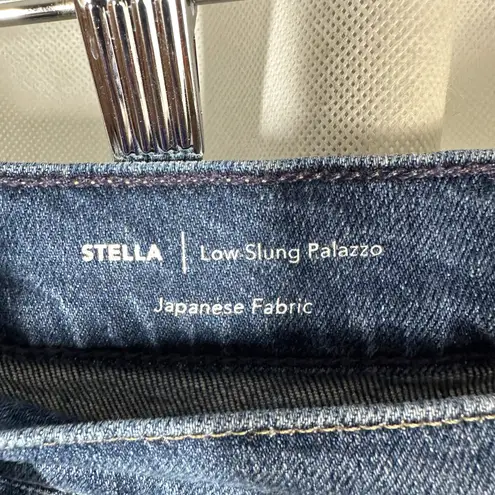 STELLA | Low Slung Palazzo
Japanese Fabric